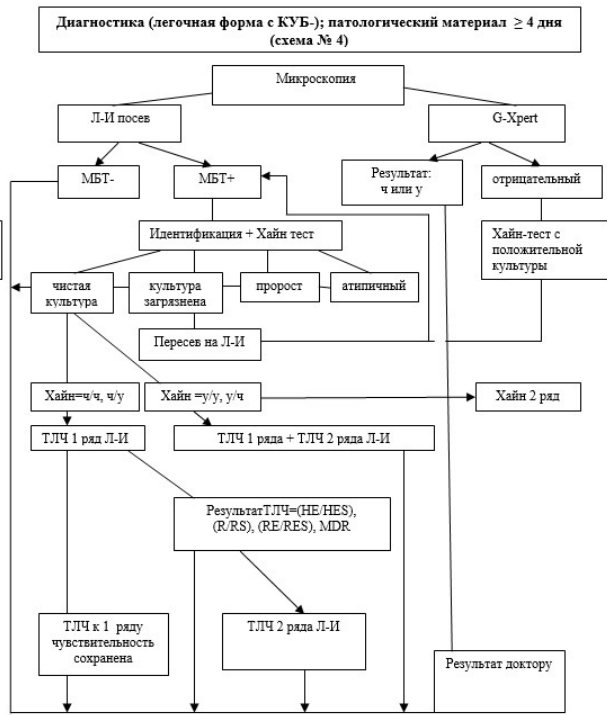 Диагностика (легочная форма с КУБ-); патологический материал ≥ 4 дня
(схема № 4)
Микроскопия
Л-И посев
G-Xpert
МБТ-
МБТ+
Результат:
ч или у
отрицательный
Идентификация + Хайн тест
Хайн-тест с
положительной
культуры
чистая
культура
культура
загрязнена
пророст
атипичный
Пересев на Л-И
Хайн=ч/ч, ч/у
Хайн =у/у, у/ч
Хайн 2 ряд
ТЛЧ 1 ряд Л-И
ТЛЧ 1 ряда + ТЛЧ 2 ряда Л-И
РезультатТЛЧ=(HE/HES),
(R/RS), (RE/RES), MDR
ТЛЧ к 1 ряду
чувствительность
сохранена
ТЛЧ 2 ряда Л-И
Результат доктору